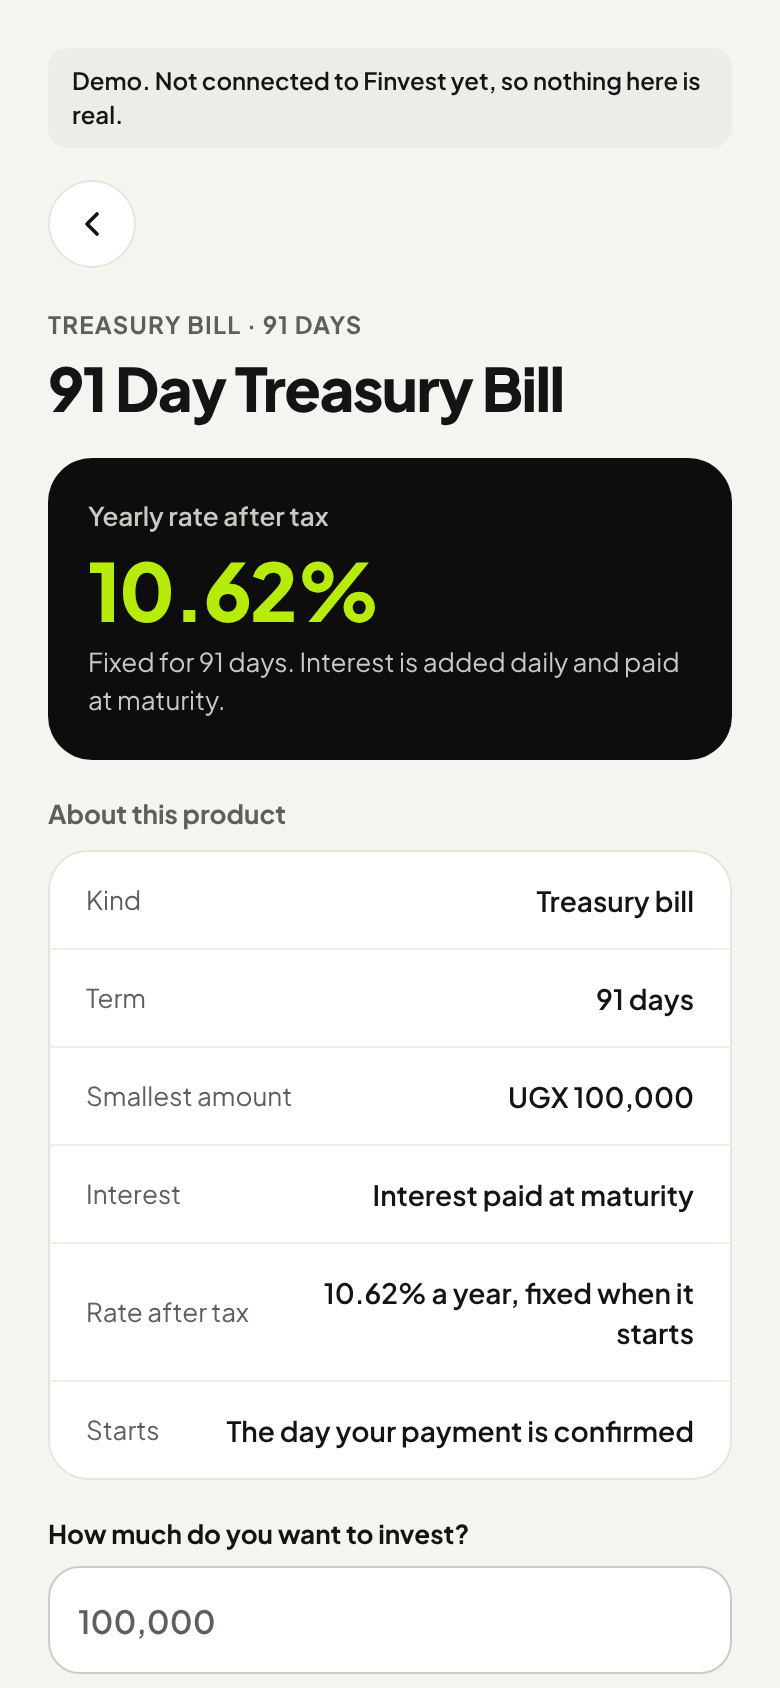 Demo. Not connected to Finvest yet, so nothing here is
real.
TREASURY BILL · 91 DAYS
91 Day Treasury Bill
Yearly rate after tax
10.62%
Fixed for 91 days. Interest is added daily and paid
at maturity.
About this product
Kind Treasury bill
Term 91 days
Smallest amount UGX 100,000
Interest Interest paid at maturity
Rate after tax 10.62% a year, fixed when it
starts
Starts The day your payment is confirmed
How much do you want to invest?
100,000